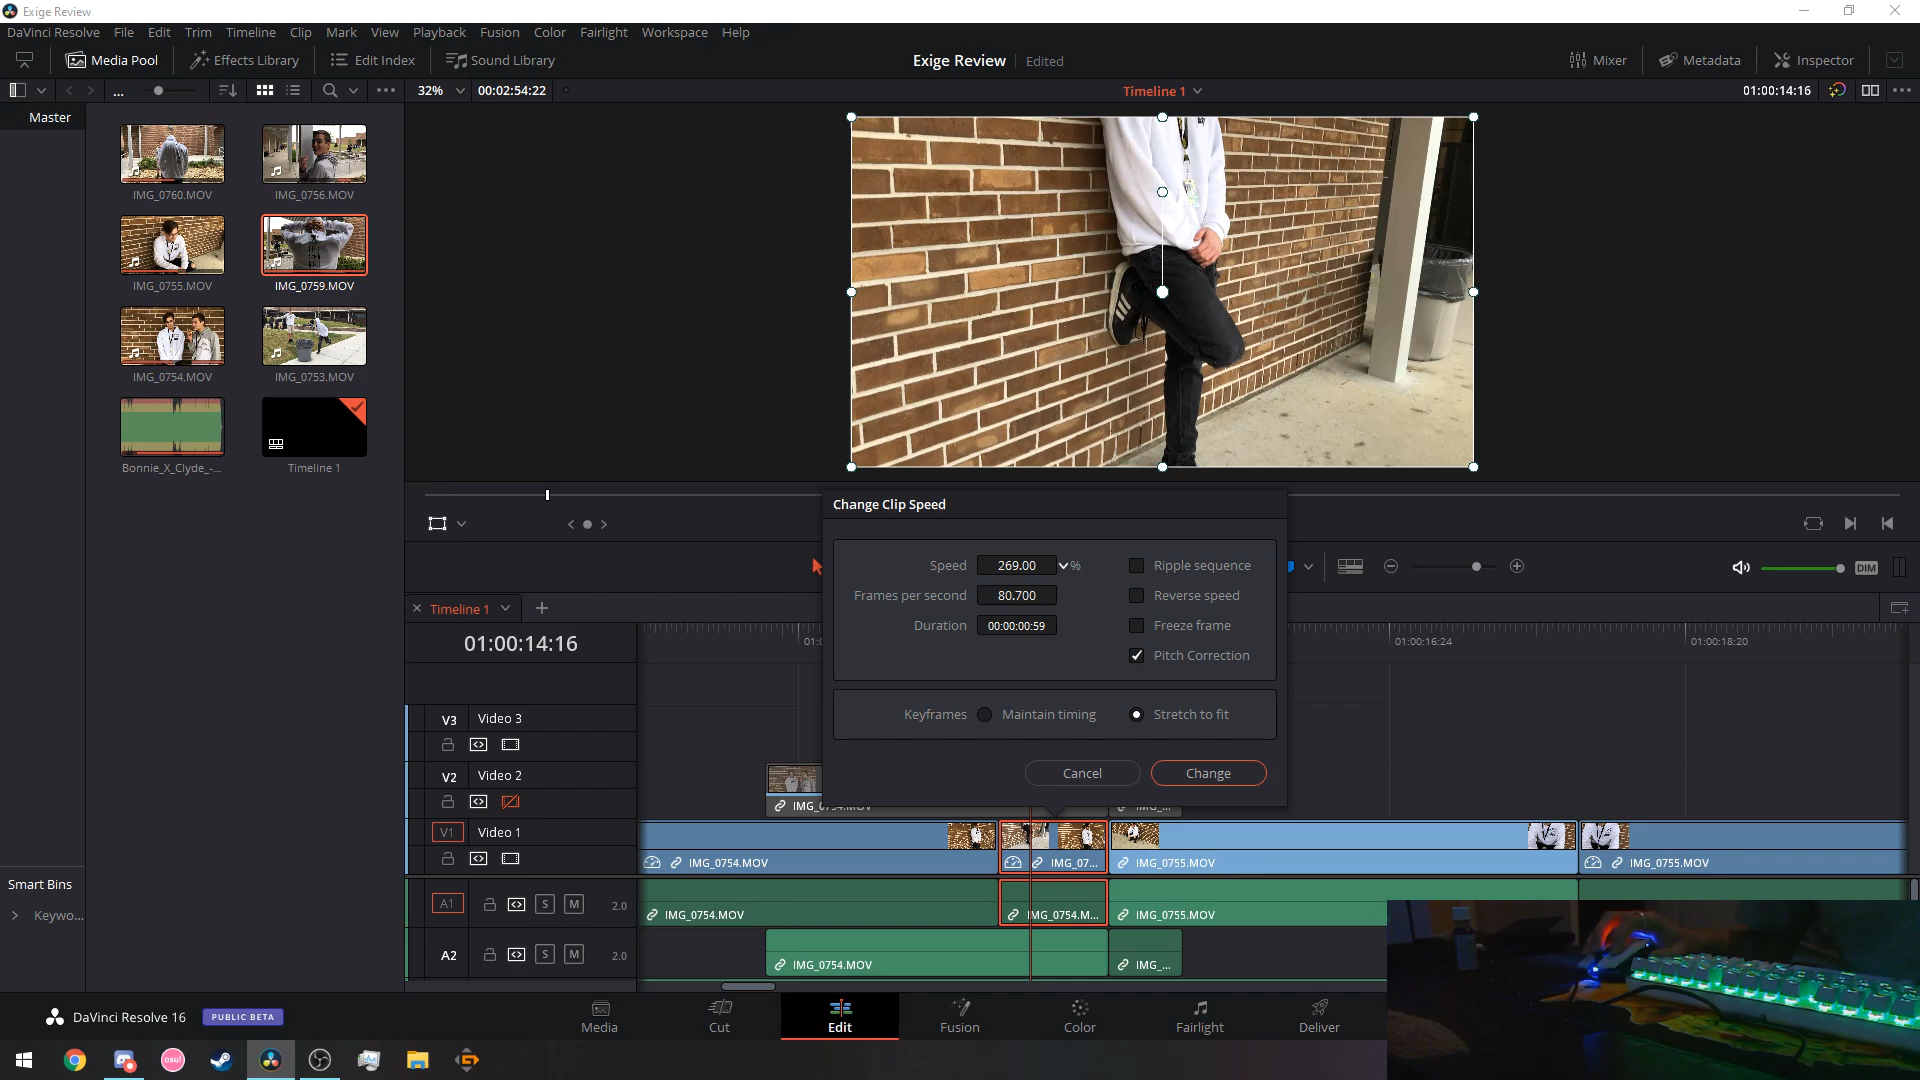 Exige Review
DaVinci Resolve File Edit Trim Timeline Clip Mark View Playback Fusion Color Fairlight Workspace Help
Media Pool Effects Library Edit Index Sound Library Exige Review Edited Mixer Metadata Inspector
... 32% 00:02:54:22 Timeline 1 01:00:14:16
Master
IMG_0760.MOV IMG_0756.MOV
IMG_0755.MOV IMG_0759.MOV
IMG_0754.MOV IMG_0753.MOV
Bonnie_X_Clyde_-... Timeline 1
Change Clip Speed
Speed 269.00 % Ripple sequence
Frames per second 80.700 Reverse speed
Duration 00:00:00:59 Freeze frame
Pitch Correction
Keyframes Maintain timing Stretch to fit
Cancel Change
DIM
Timeline 1
01:00:14:16 01:00:16:24 01:00:18:20
V3 Video 3
V2 Video 2
IMG_0754.MOV IMG_...
V1 Video 1
IMG_0754.MOV IMG_07... IMG_0755.MOV IMG_0755.MOV
A1 S M 2.0
IMG_0754.MOV IMG_0754.M... IMG_0755.MOV
A2 S M 2.0
IMG_0754.MOV IMG_...
Smart Bins
Keywo...
DaVinci Resolve 16 PUBLIC BETA
Media Cut Edit Fusion Color Fairlight Deliver
osu!